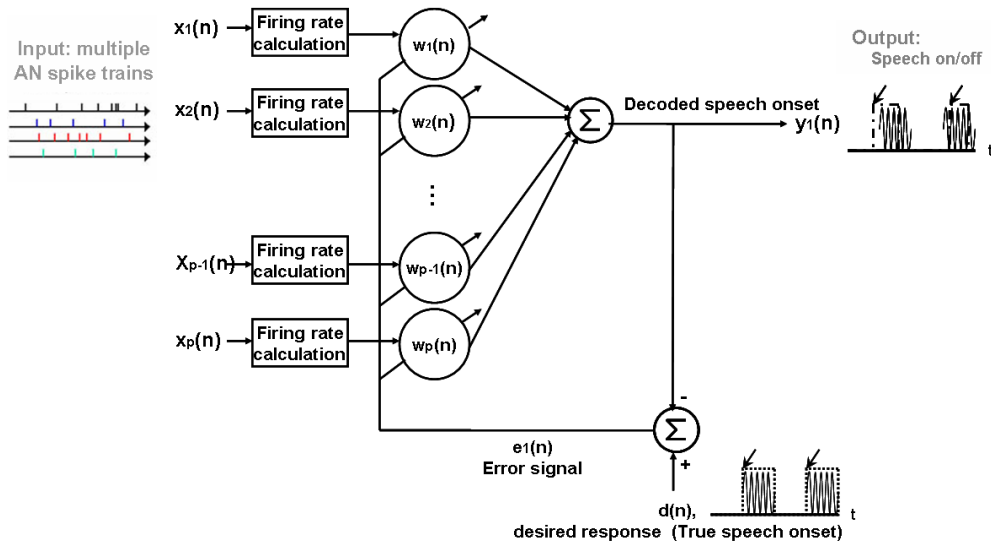 Input: multiple
AN spike trains
x1(n)
Firing rate
calculation
w1(n)
x2(n)
Firing rate
calculation
w2(n)
...
Xp-1(n)
Firing rate
calculation
wp-1(n)
xp(n)
Firing rate
calculation
wp(n)
Σ
Decoded speech onset
y1(n)
Output:
Speech on/off
t
-
Σ
+
e1(n)
Error signal
d(n),
desired response (True speech onset)
t